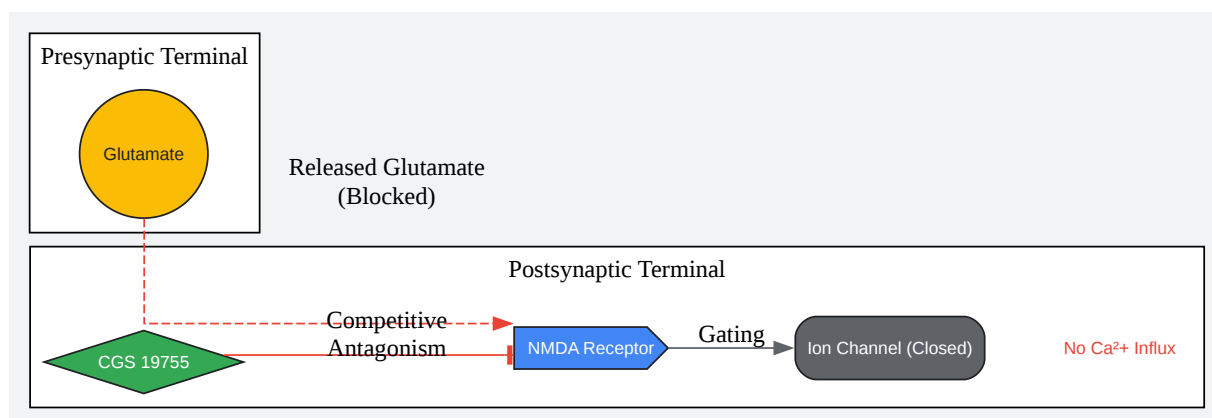 Presynaptic Terminal
Glutamate
Released Glutamate
(Blocked)
Postsynaptic Terminal
Competitive
Antagonism
CGS 19755
NMDA Receptor
Gating
Ion Channel (Closed)
No Ca²+ Influx